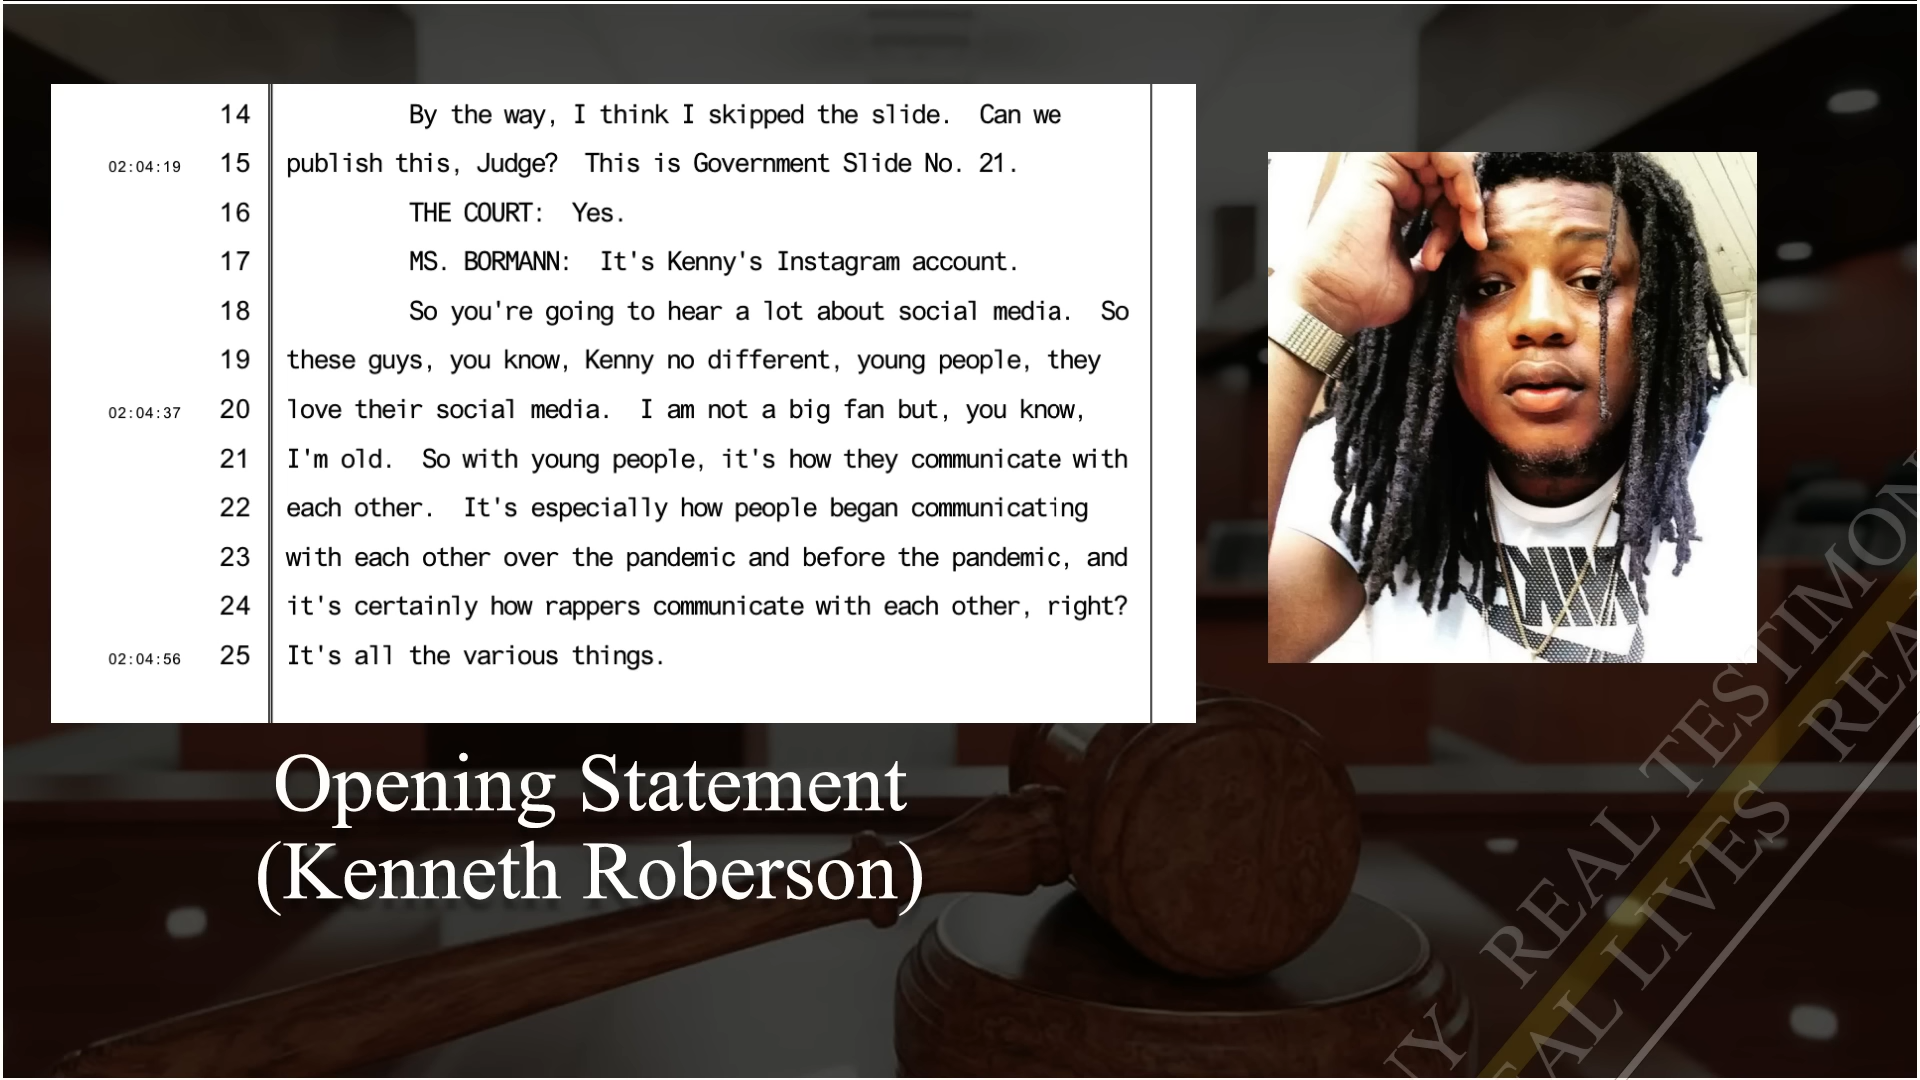 14 By the way, I think I skipped the slide. Can we
02:04:19 15 publish this, Judge? This is Government Slide No. 21.
16 THE COURT: Yes.
17 MS. BORMANN: It's Kenny's Instagram account.
18 So you're going to hear a lot about social media. So
19 these guys, you know, Kenny no different, young people, they
02:04:37 20 love their social media. I am not a big fan but, you know,
21 I'm old. So with young people, it's how they communicate with
22 each other. It's especially how people began communicating
23 with each other over the pandemic and before the pandemic, and
24 it's certainly how rappers communicate with each other, right?
02:04:56 25 It's all the various things.
Opening Statement
(Kenneth Roberson)
NIKE
REAL TESTIMON
REAL LIVES REA